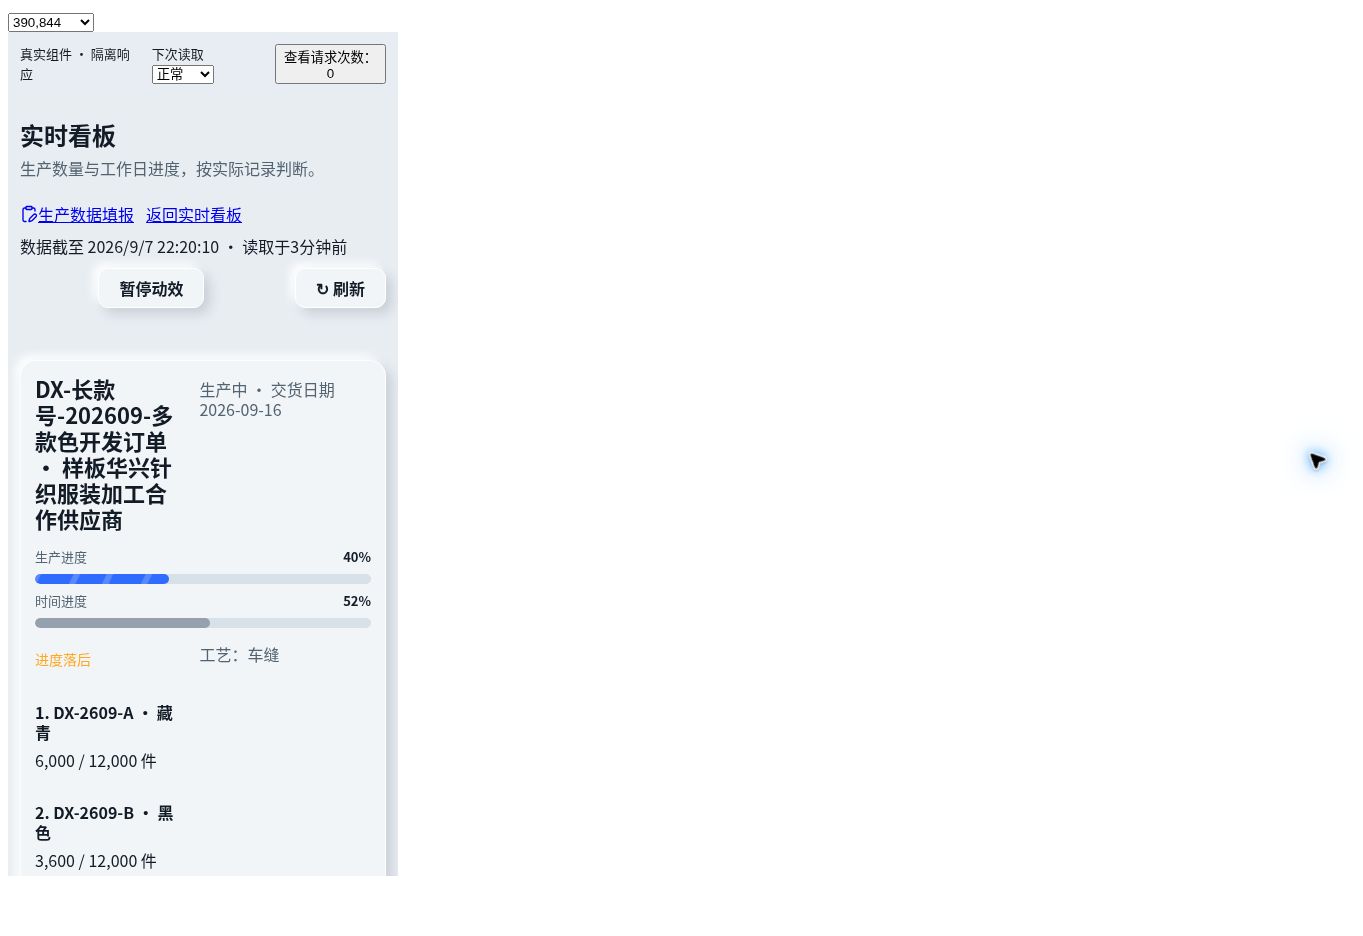 390,844
真实组件 · 隔离响
应
下次读取
正常
查看请求次数：
0
实时看板
生产数量与工作日进度，按实际记录判断。
生产数据填报 返回实时看板
数据截至 2026/9/7 22:20:10 · 读取于3分钟前
暂停动效
↻ 刷新
DX-长款
号-202609-多
款色开发订单
· 样板华兴针
织服装加工合
作供应商
生产中 · 交货日期
2026-09-16
生产进度 40%
时间进度 52%
进度落后
工艺：车缝
1. DX-2609-A · 藏
青
6,000 / 12,000 件
2. DX-2609-B · 黑
色
3,600 / 12,000 件